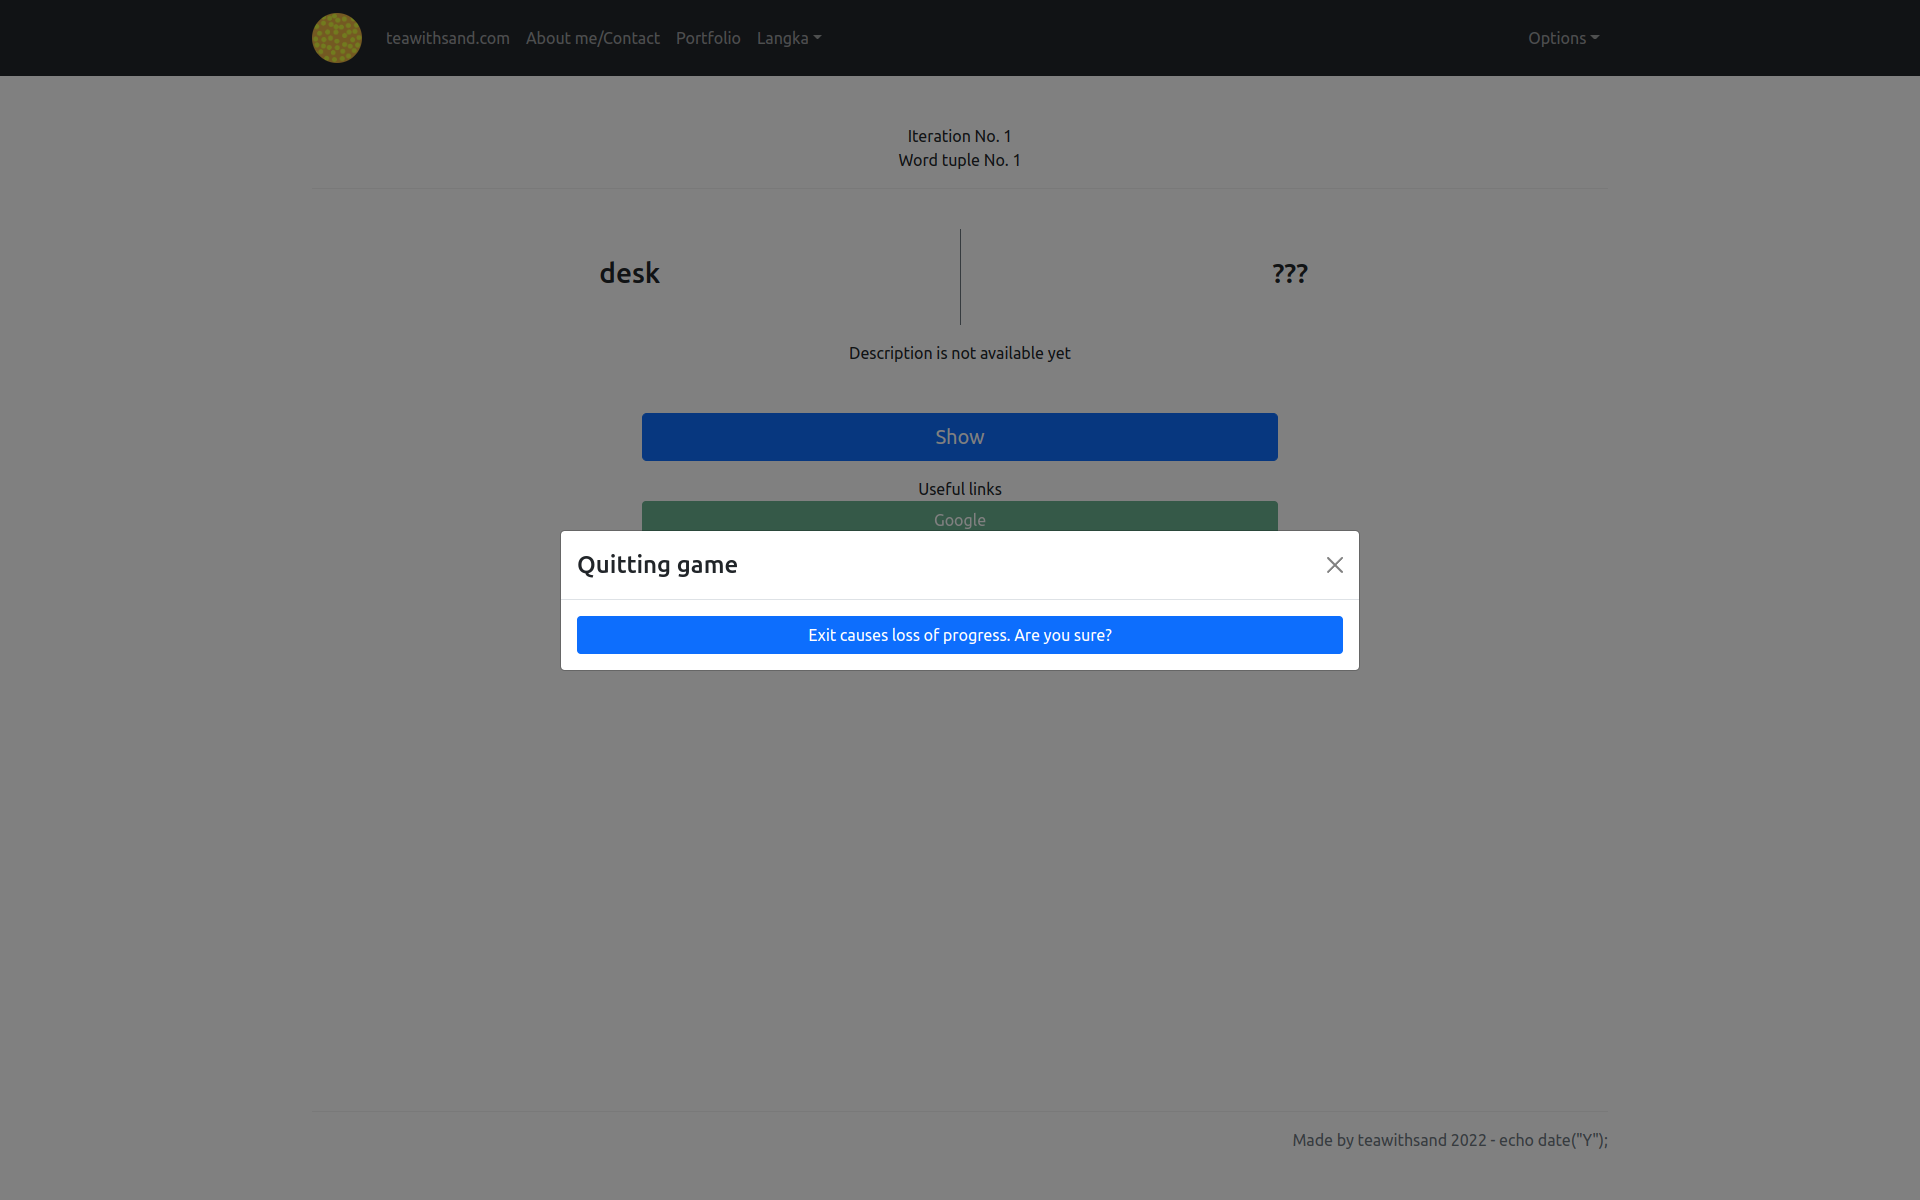 teawithsand.com About me/Contact Portfolio Langka Options
Iteration No. 1
Word tuple No. 1
desk ???
Description is not available yet
Show
Useful links
Google
Quitting game
Exit causes loss of progress. Are you sure?
Made by teawithsand 2022 - echo date("Y");